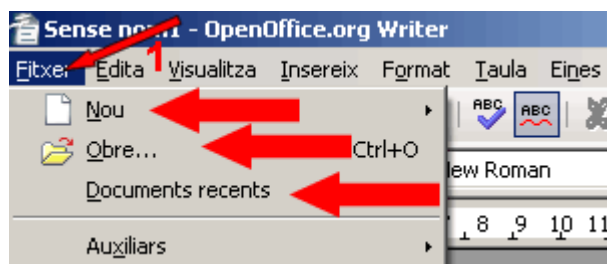 Sense nom1 - OpenOffice.org Writer
1
Fitxer Edita Visualitza Insereix Format Taula Eines
Nou
ABC ABC
Obre... Ctrl+O
New Roman
Documents recents
8 9 10 11
Auxiliars